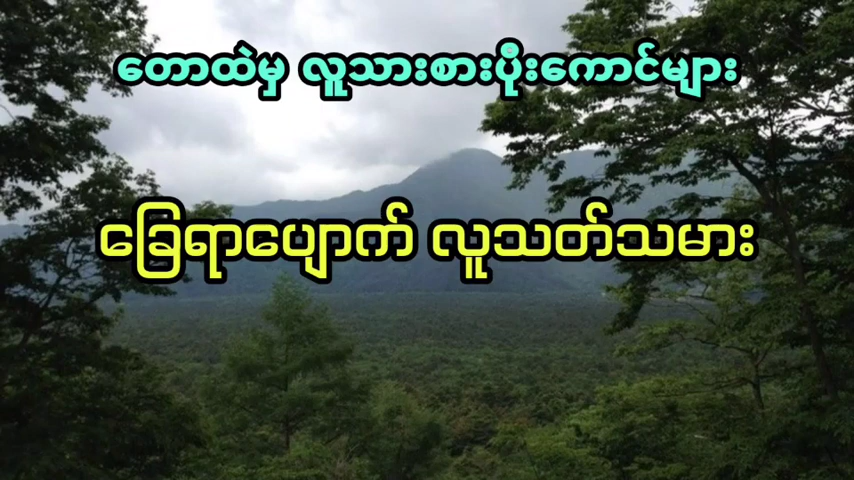 တောထဲမှ လူသားစားပိုးကောင်များ
ခြေရာပျောက် လူသတ်သမား